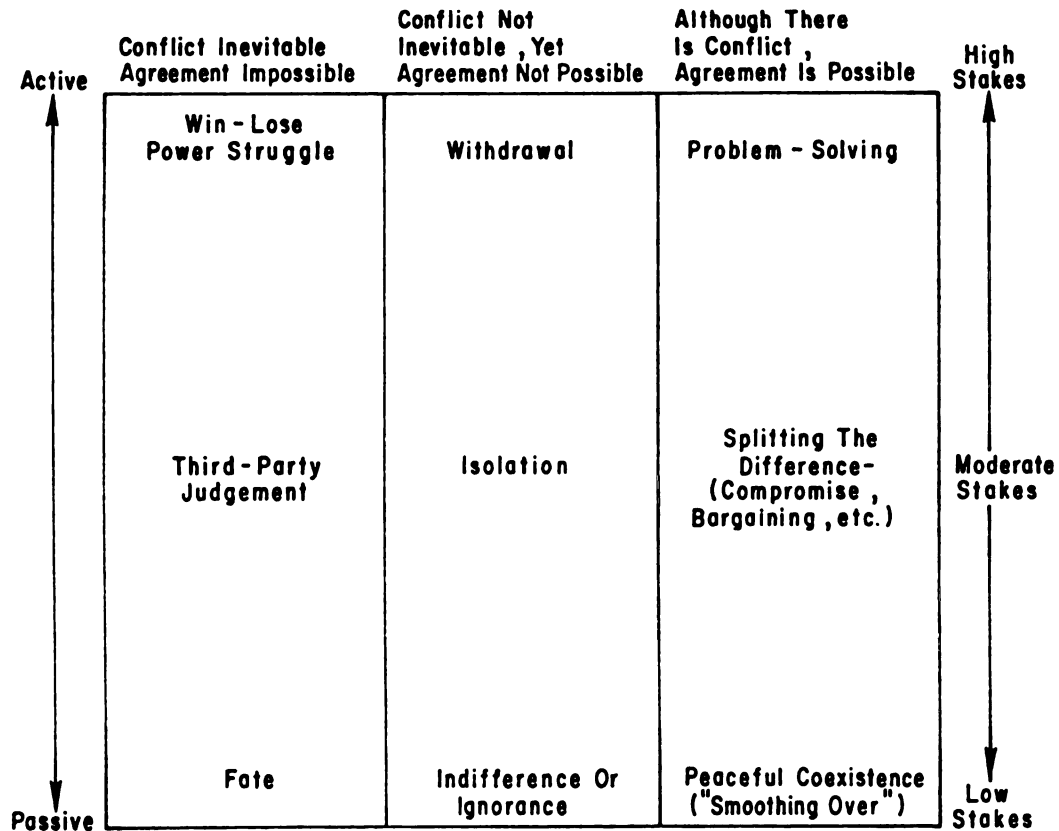 Conflict Inevitable
Agreement Impossible
Conflict Not
Inevitable, Yet
Agreement Not Possible
Although There
Is Conflict,
Agreement Is Possible
Active
High
Stakes
Win-Lose
Power Struggle
Withdrawal
Problem-Solving
Third-Party
Judgement
Isolation
Splitting The
Difference-
(Compromise,
Bargaining, etc.)
Moderate
Stakes
Fate
Indifference Or
Ignorance
Peaceful Coexistence
("Smoothing Over")
Passive
Low
Stakes